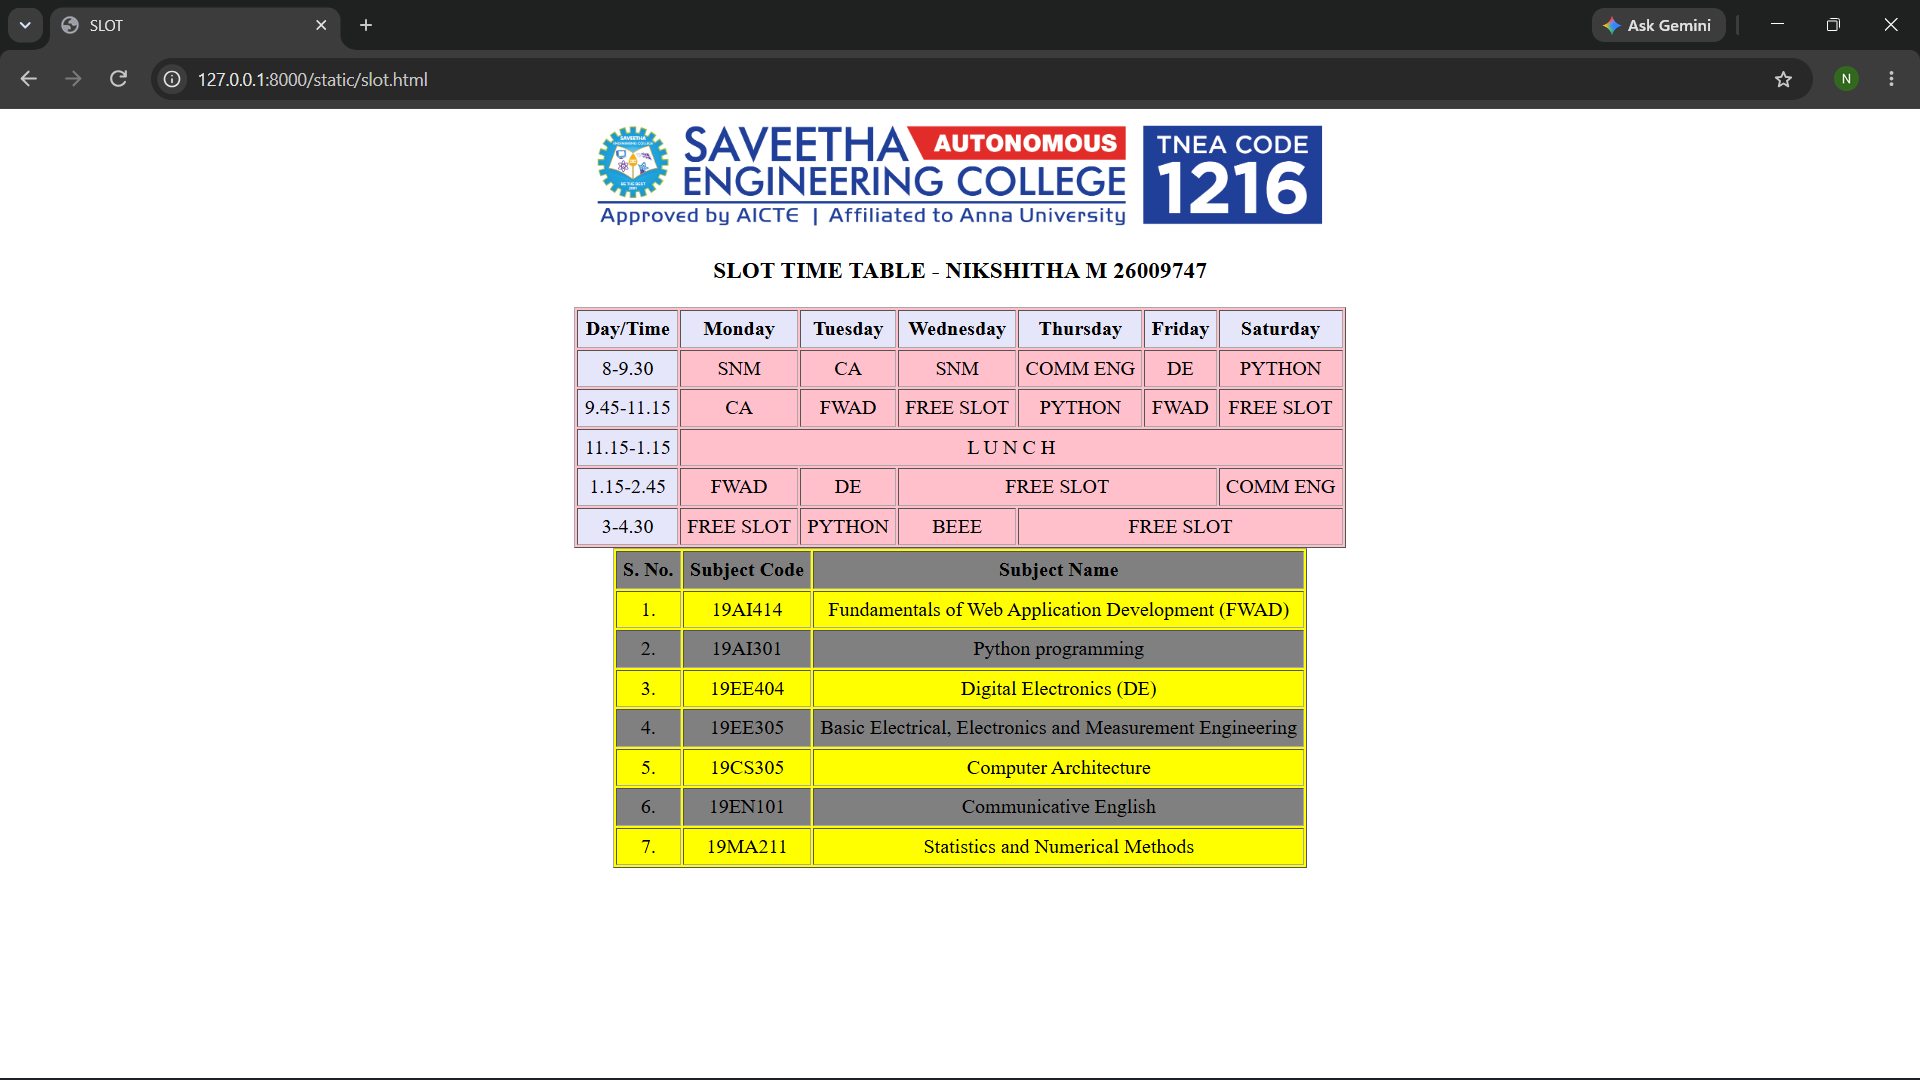 SLOT
Ask Gemini
127.0.0.1:8000/static/slot.html
N
SAVEETHA AUTONOMOUS
ENGINEERING COLLEGE
Approved by AICTE | Affiliated to Anna University
TNEA CODE
1216
SLOT TIME TABLE - NIKSHITHA M 26009747
Day/Time Monday Tuesday Wednesday Thursday Friday Saturday
8-9.30 SNM CA SNM COMM ENG DE PYTHON
9.45-11.15 CA FWAD FREE SLOT PYTHON FWAD FREE SLOT
11.15-1.15 L U N C H
1.15-2.45 FWAD DE FREE SLOT COMM ENG
3-4.30 FREE SLOT PYTHON BEEE FREE SLOT
S. No. Subject Code Subject Name
1. 19AI414 Fundamentals of Web Application Development (FWAD)
2. 19AI301 Python programming
3. 19EE404 Digital Electronics (DE)
4. 19EE305 Basic Electrical, Electronics and Measurement Engineering
5. 19CS305 Computer Architecture
6. 19EN101 Communicative English
7. 19MA211 Statistics and Numerical Methods